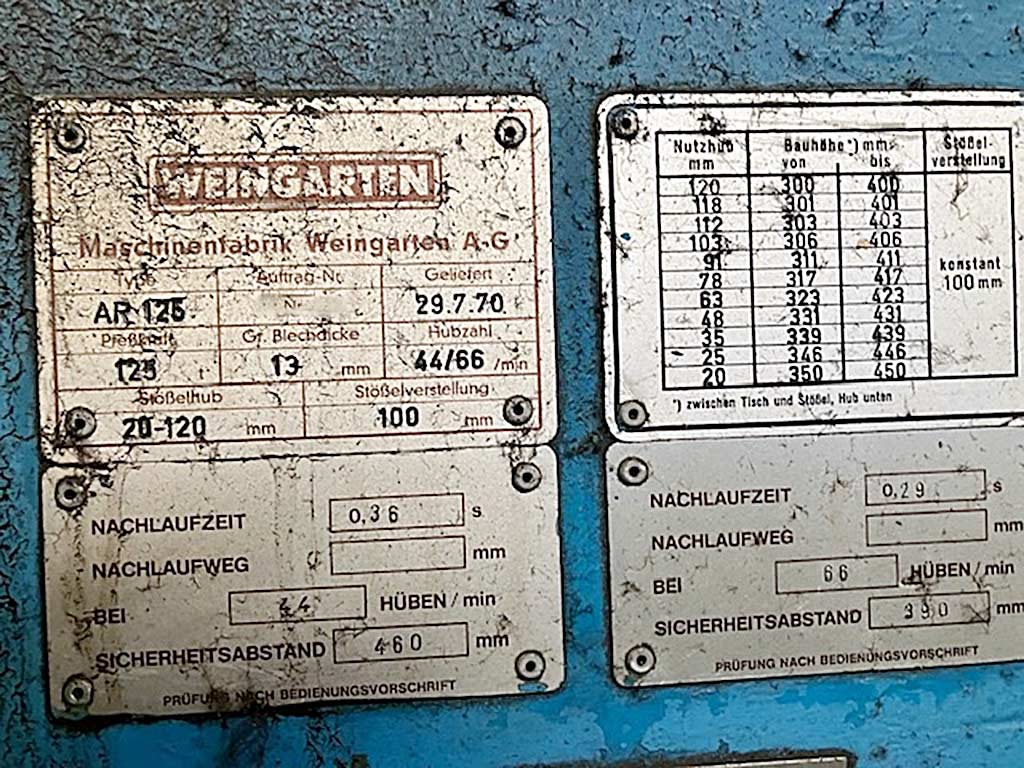 WEINGARTEN
Maschinenfabrik Weingarten A-G
Type Auftrag-Nr. Geliefert
AR 125 Nr. 29.7.70
Preßkraft Gr. Blechdicke Hubzahl
125 t 13 mm 44/66 /min
Stößelhub Stößelverstellung
20-120 mm 100 mm
NACHLAUFZEIT 0,36 s
NACHLAUFWEG mm
BEI 44 HÜBEN / min
SICHERHEITSABSTAND 460 mm
PRÜFUNG NACH BEDIENUNGSVORSCHRIFT
Nutzhub Bauhöhe*) mm Stößel-
mm von bis verstellung
120 300 400
118 301 401
112 303 403
103 306 406
91 311 411 konstant
78 317 417 100 mm
63 323 423
48 331 431
35 339 439
25 346 446
20 350 450
*) zwischen Tisch und Stößel, Hub unten
NACHLAUFZEIT 0,29 s
NACHLAUFWEG mm
BEI 66 HÜBEN / min
SICHERHEITSABSTAND 390 mm
PRÜFUNG NACH BEDIENUNGSVORSCHRIFT